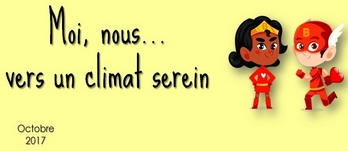 Moi, nous...
vers un climat serein
B
Octobre
2017